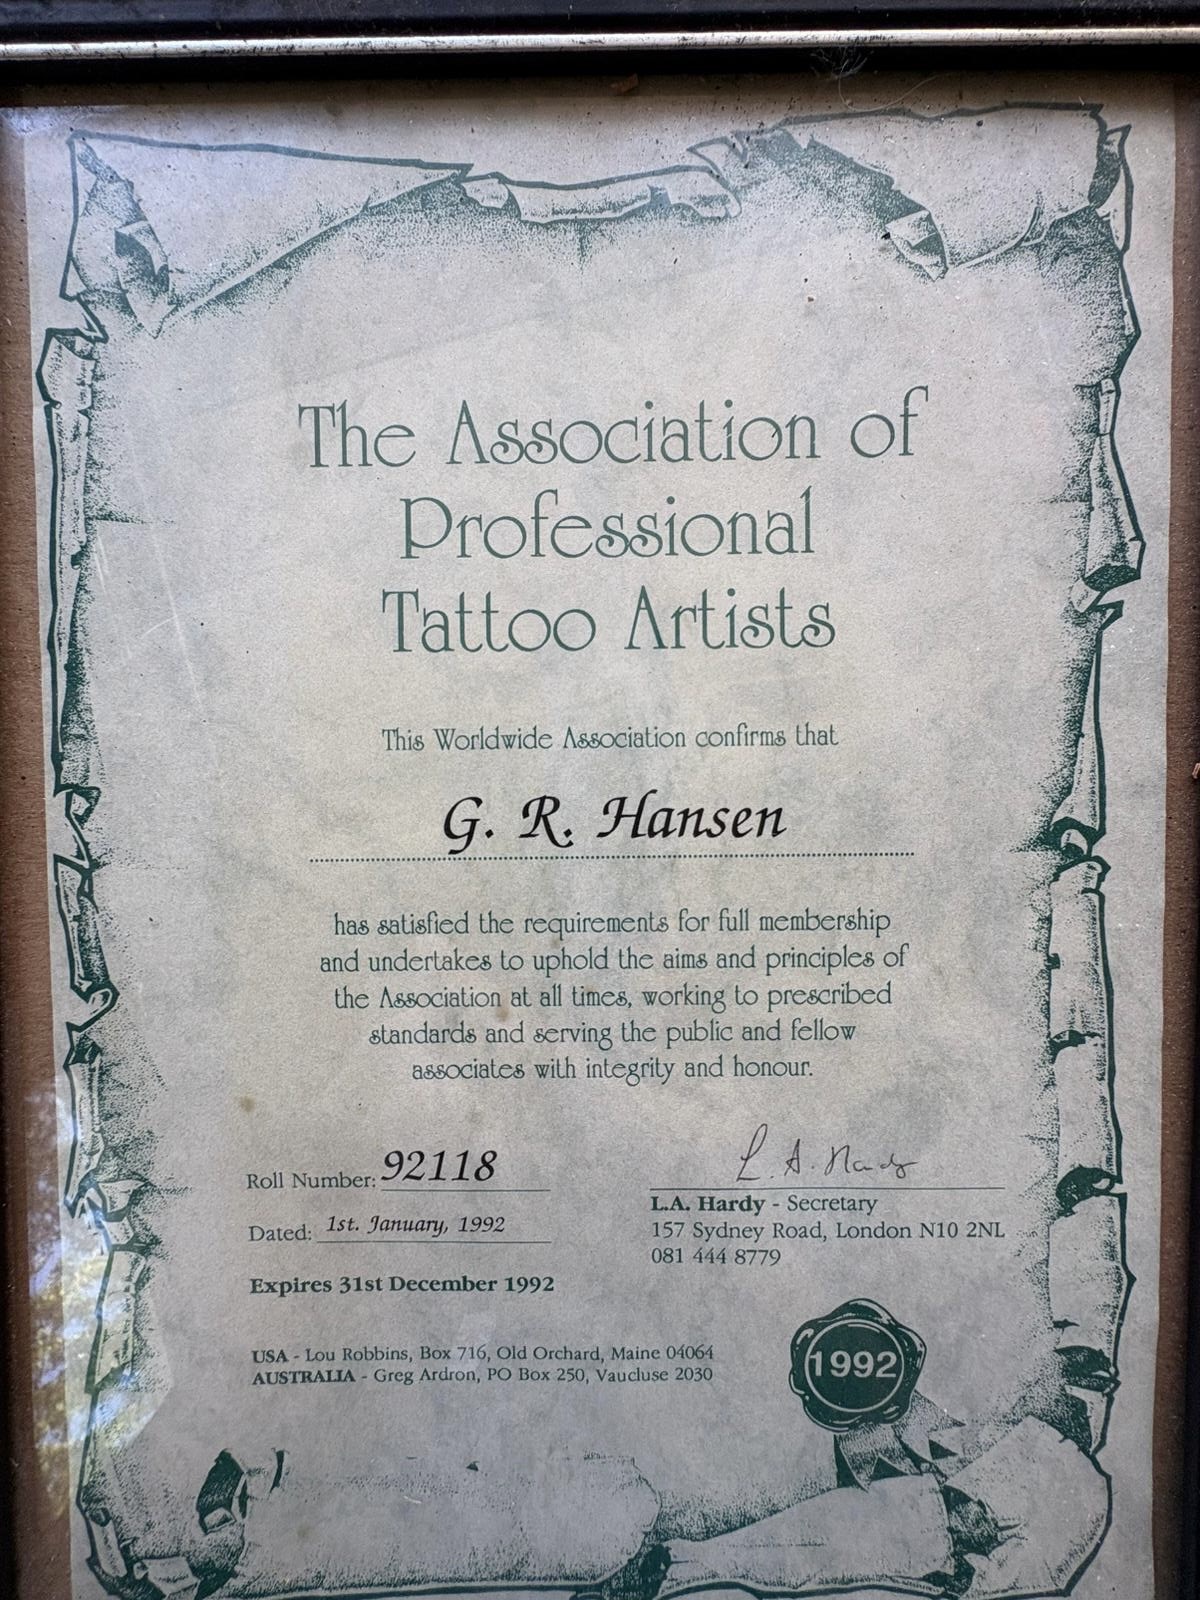 The Association of
Professional
Tattoo Artists
This Worldwide Association confirms that
G. R. Hansen
has satisfied the requirements for full membership
and undertakes to uphold the aims and principles of
the Association at all times, working to prescribed
standards and serving the public and fellow
associates with integrity and honour.
Roll Number: 92118
Dated: 1st. January, 1992
Expires 31st December 1992
L. A. Hardy
L.A. Hardy - Secretary
157 Sydney Road, London N10 2NL
081 444 8779
USA - Lou Robbins, Box 716, Old Orchard, Maine 04064
AUSTRALIA - Greg Ardron, PO Box 250, Vaucluse 2030
1992